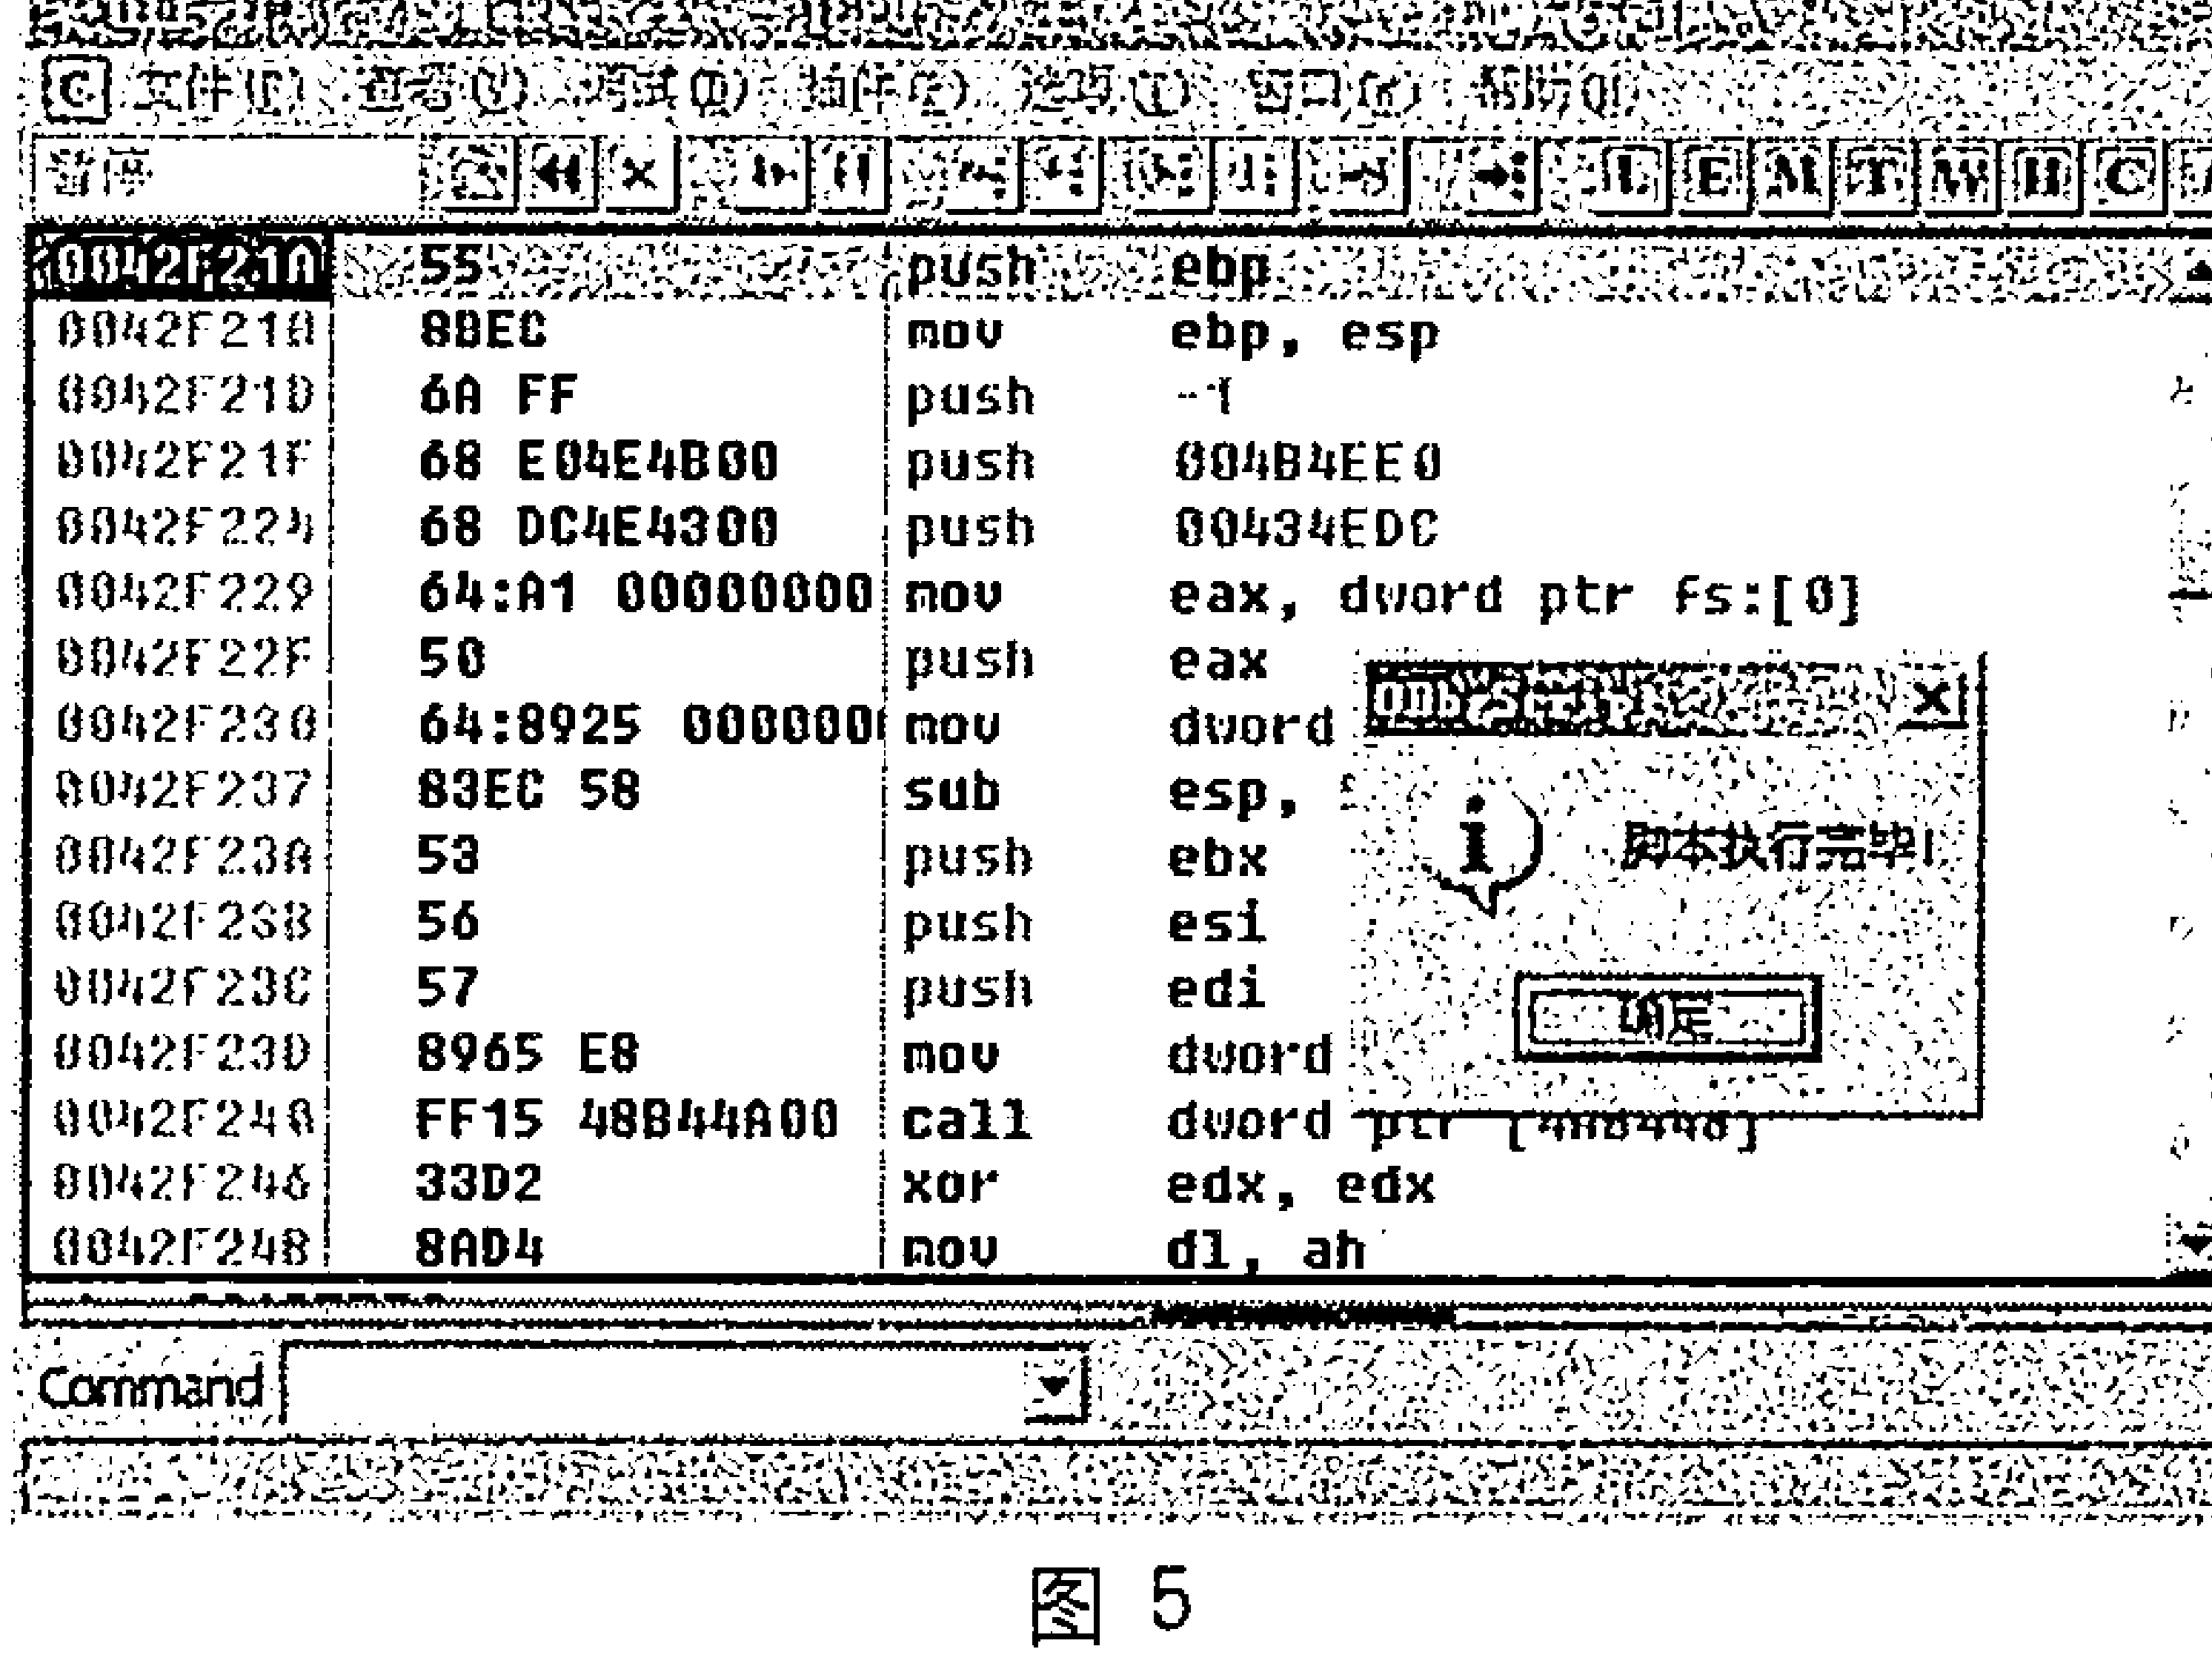 C 文件(F) 查看(V) 调试(D) 插件(P) 选项(T) 窗口(W) 帮助(H)
暂停 L E M T W H C
0042F21A 55 push ebp
0042F21B 8BEC mov ebp, esp
0042F21D 6A FF push -1
0042F21F 68 E04E4B00 push 004B4EE0
0042F224 68 DC4E4300 push 00434EDC
0042F229 64:A1 00000000 mov eax, dword ptr fs:[0]
0042F22F 50 push eax
0042F230 64:8925 000000 mov dword
0042F237 83EC 58 sub esp,
0042F23A 53 push ebx
0042F23B 56 push esi
0042F23C 57 push edi
0042F23D 8965 E8 mov dword
0042F240 FF15 48B44A00 call dword ptr [4AB448]
0042F246 33D2 xor edx, edx
0042F248 8AD4 mov dl, ah
脚本执行完毕!
确定
Command
图 5